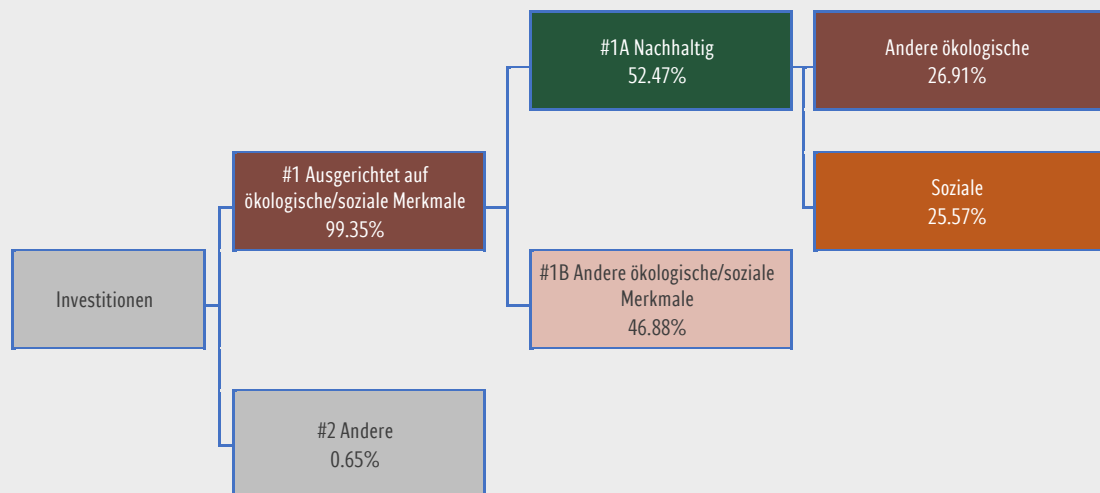 #1A Nachhaltig
52.47%
Andere ökologische
26.91%
#1 Ausgerichtet auf
ökologische/soziale Merkmale
99.35%
Soziale
25.57%
Investitionen
#1B Andere ökologische/soziale
Merkmale
46.88%
#2 Andere
0.65%